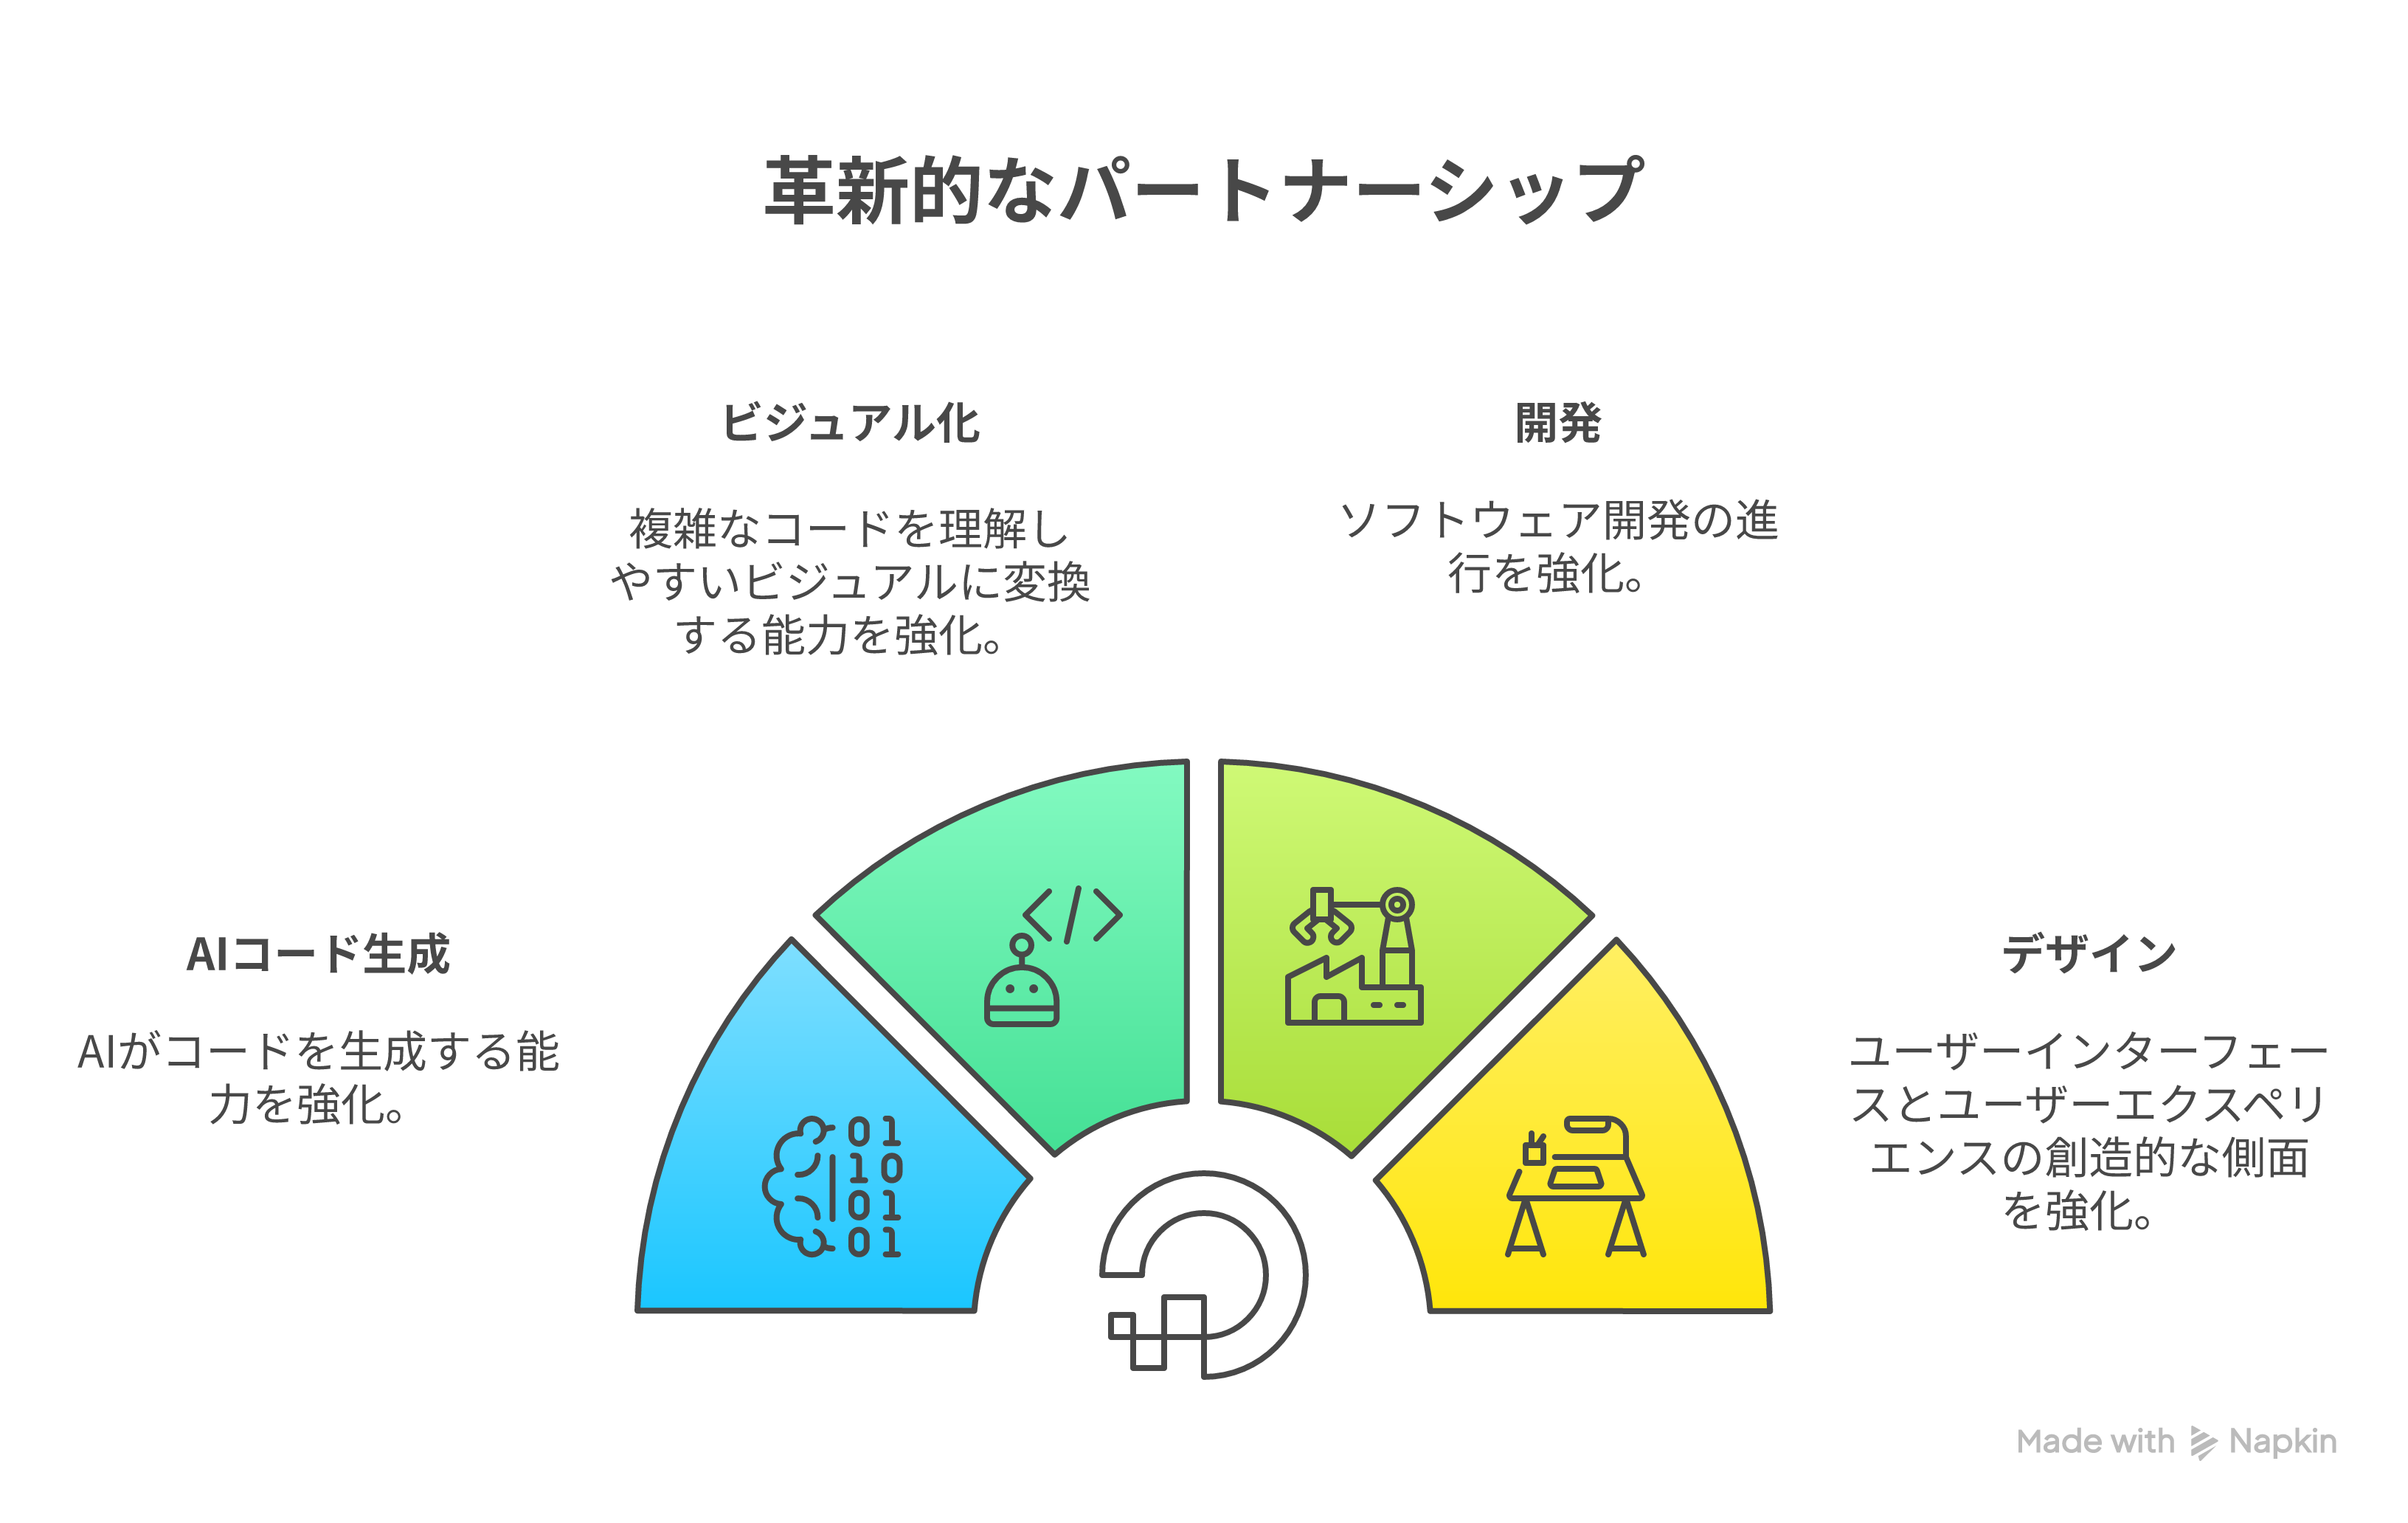 革新的なパートナーシップ
ビジュアル化
複雑なコードを理解し
やすいビジュアルに変換
する能力を強化。
開発
ソフトウェア開発の進
行を強化。
AIコード生成
AIがコードを生成する能
力を強化。
デザイン
ユーザーインターフェー
スとユーザーエクスペリ
エンスの創造的な側面
を強化。
01
10
01
01
</>
Made with Napkin